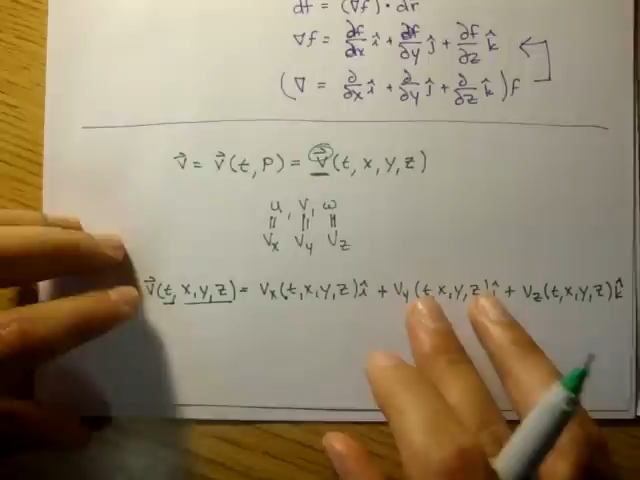 df = (∇f) · dr
∇f = ∂f/∂x î + ∂f/∂y ĵ + ∂f/∂z k̂
(∇ = ∂/∂x î + ∂/∂y ĵ + ∂/∂z k̂) f
v⃗ = v⃗(t, P) = v⃗(t, x, y, z)
u, v, w
॥ ॥ ॥
Vx Vy Vz
v⃗(t, x, y, z) = Vx(t, x, y, z) î + Vy(t, x, y, z) ĵ + Vz(t, x, y, z) k̂